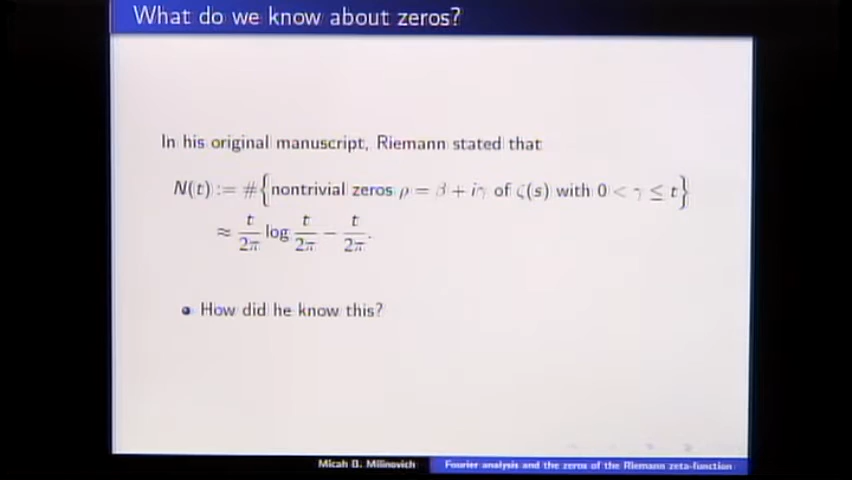 What do we know about zeros?
In his original manuscript, Riemann stated that
N(t) := #{nontrivial zeros ρ = β + iγ of ζ(s) with 0 < γ ≤ t}
≈ t/2π log t/2π − t/2π.
How did he know this?
Micah B. Milinovich Fourier analysis and the zeros of the Riemann zeta-function